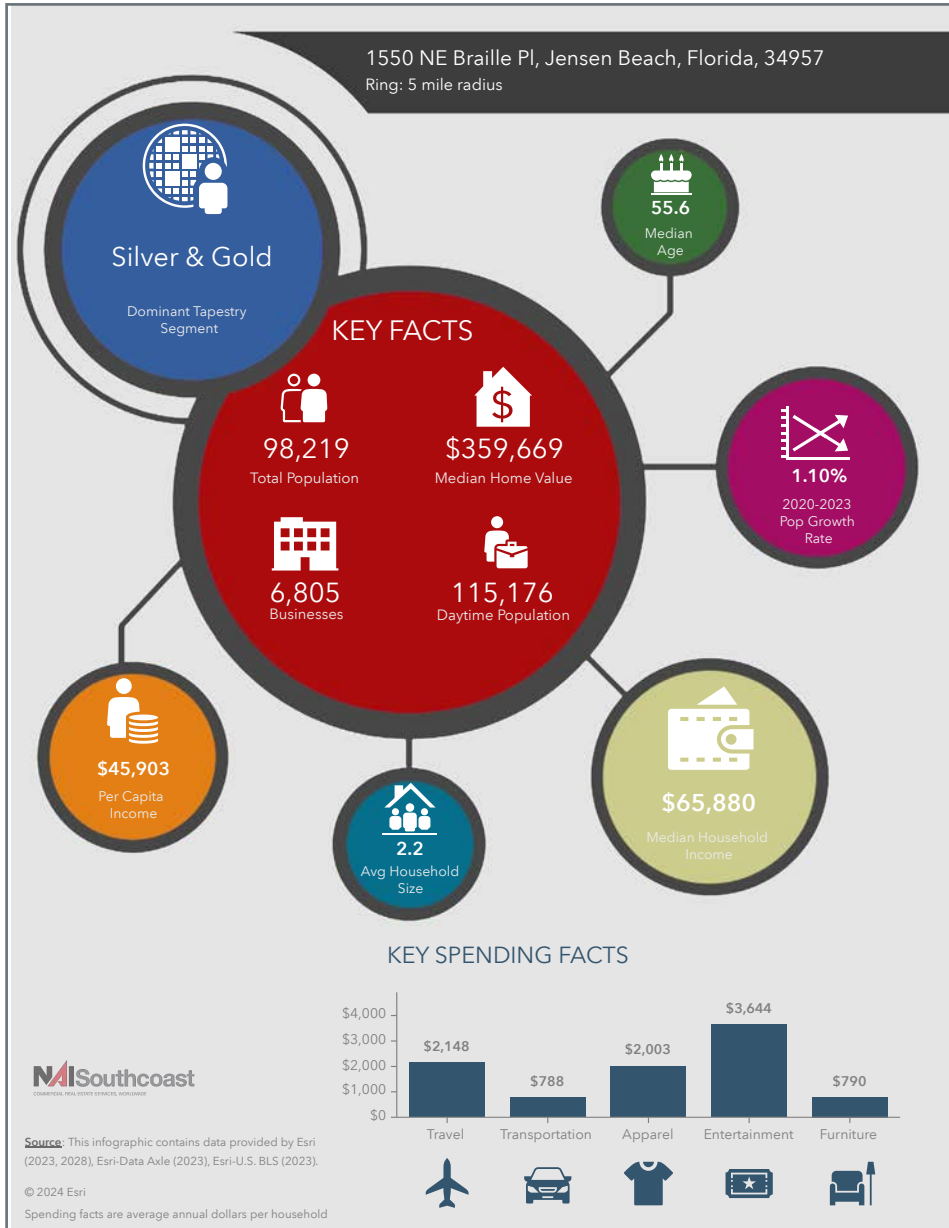 1550 NE Braille Pl, Jensen Beach, Florida, 34957
Ring: 5 mile radius
Silver & Gold
Dominant Tapestry
Segment
55.6
Median
Age
KEY FACTS
98,219
Total Population
$359,669
Median Home Value
6,805
Businesses
115,176
Daytime Population
1.10%
2020-2023
Pop Growth
Rate
$45,903
Per Capita
Income
2.2
Avg Household
Size
$65,880
Median Household
Income
KEY SPENDING FACTS
$4,000
$3,000
$2,000
$1,000
$0
$2,148
$788
$2,003
$3,644
$790
Travel
Transportation
Apparel
Entertainment
Furniture
NAISouthcoast
COMMERCIAL REAL ESTATE SERVICES, WORLDWIDE
Source: This infographic contains data provided by Esri
(2023, 2028), Esri-Data Axle (2023), Esri-U.S. BLS (2023).
© 2024 Esri
Spending facts are average annual dollars per household